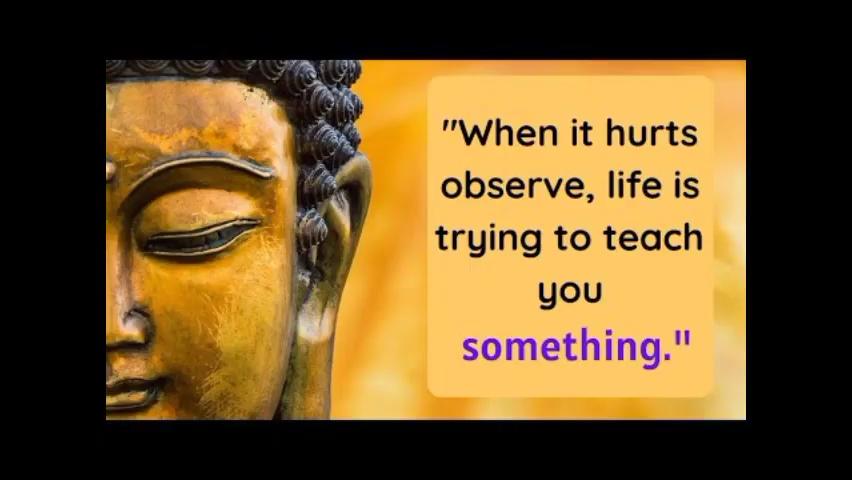 "When it hurts
observe, life is
trying to teach
you
something."